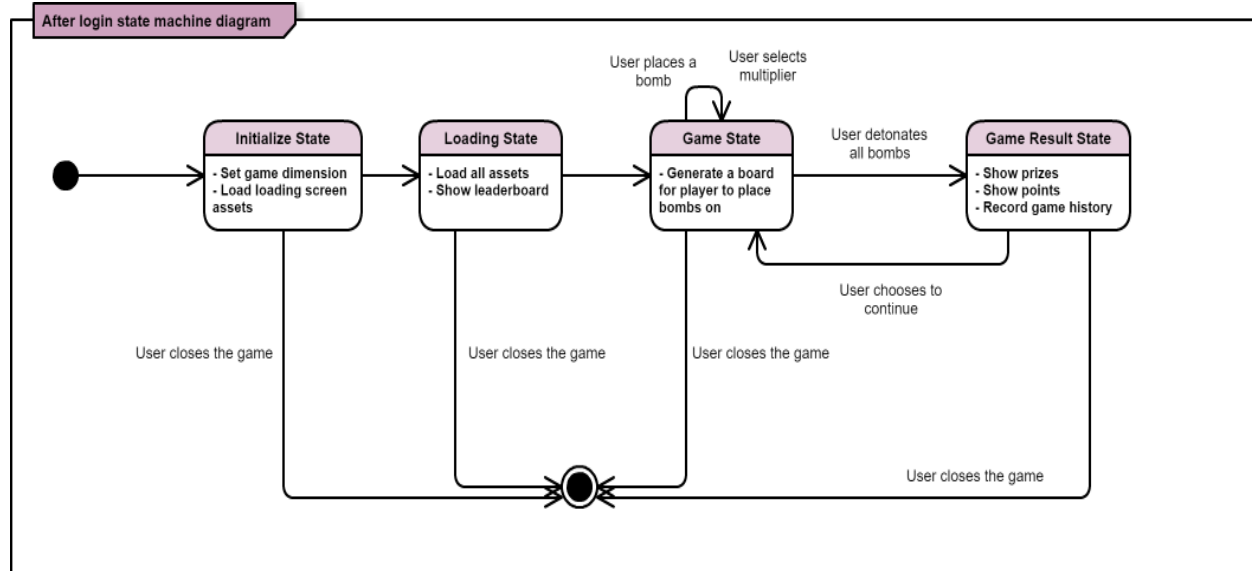 After login state machine diagram
User places a
bomb
User selects
multiplier
Initialize State
- Set game dimension
- Load loading screen
assets
Loading State
- Load all assets
- Show leaderboard
Game State
- Generate a board
for player to place
bombs on
User detonates
all bombs
Game Result State
- Show prizes
- Show points
- Record game history
User chooses to
continue
User closes the game
User closes the game
User closes the game
User closes the game